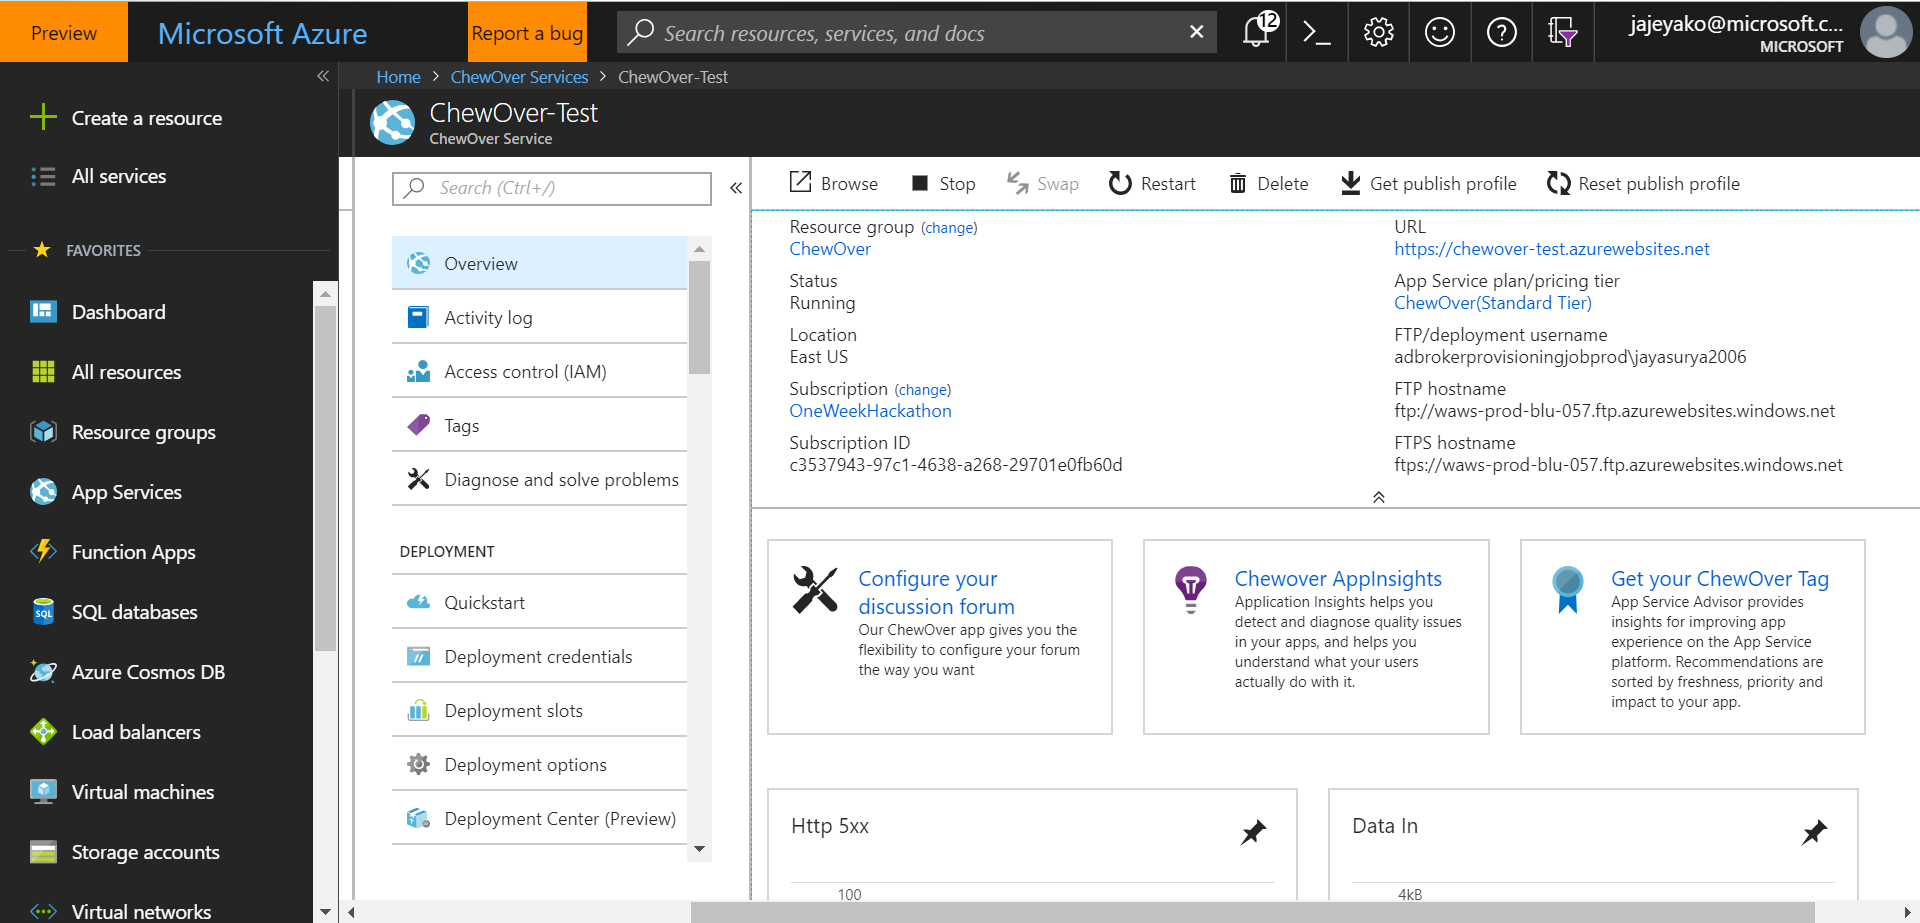 Preview
Microsoft Azure
Report a bug
Search resources, services, and docs
12
jajeyako@microsoft.c...
MICROSOFT
Create a resource
All services
FAVORITES
Dashboard
All resources
Resource groups
App Services
Function Apps
SQL
SQL databases
Azure Cosmos DB
Load balancers
Virtual machines
Storage accounts
Virtual networks
Home > ChewOver Services > ChewOver-Test
ChewOver-Test
ChewOver Service
Search (Ctrl+/)
Overview
Activity log
Access control (IAM)
Tags
Diagnose and solve problems
DEPLOYMENT
Quickstart
Deployment credentials
Deployment slots
Deployment options
Deployment Center (Preview)
Browse Stop Swap Restart Delete Get publish profile Reset publish profile
Resource group (change)
ChewOver
Status
Running
Location
East US
Subscription (change)
OneWeekHackathon
Subscription ID
c3537943-97c1-4638-a268-29701e0fb60d
URL
https://chewover-test.azurewebsites.net
App Service plan/pricing tier
ChewOver(Standard Tier)
FTP/deployment username
adbrokerprovisioningjobprod\jayasurya2006
FTP hostname
ftp://waws-prod-blu-057.ftp.azurewebsites.windows.net
FTPS hostname
ftps://waws-prod-blu-057.ftp.azurewebsites.windows.net
Configure your
discussion forum
Our ChewOver app gives you the
flexibility to configure your forum
the way you want
Chewover AppInsights
Application Insights helps you
detect and diagnose quality issues
in your apps, and helps you
understand what your users
actually do with it.
Get your ChewOver Tag
App Service Advisor provides
insights for improving app
experience on the App Service
platform. Recommendations are
sorted by freshness, priority and
impact to your app.
Http 5xx
100
Data In
4kB